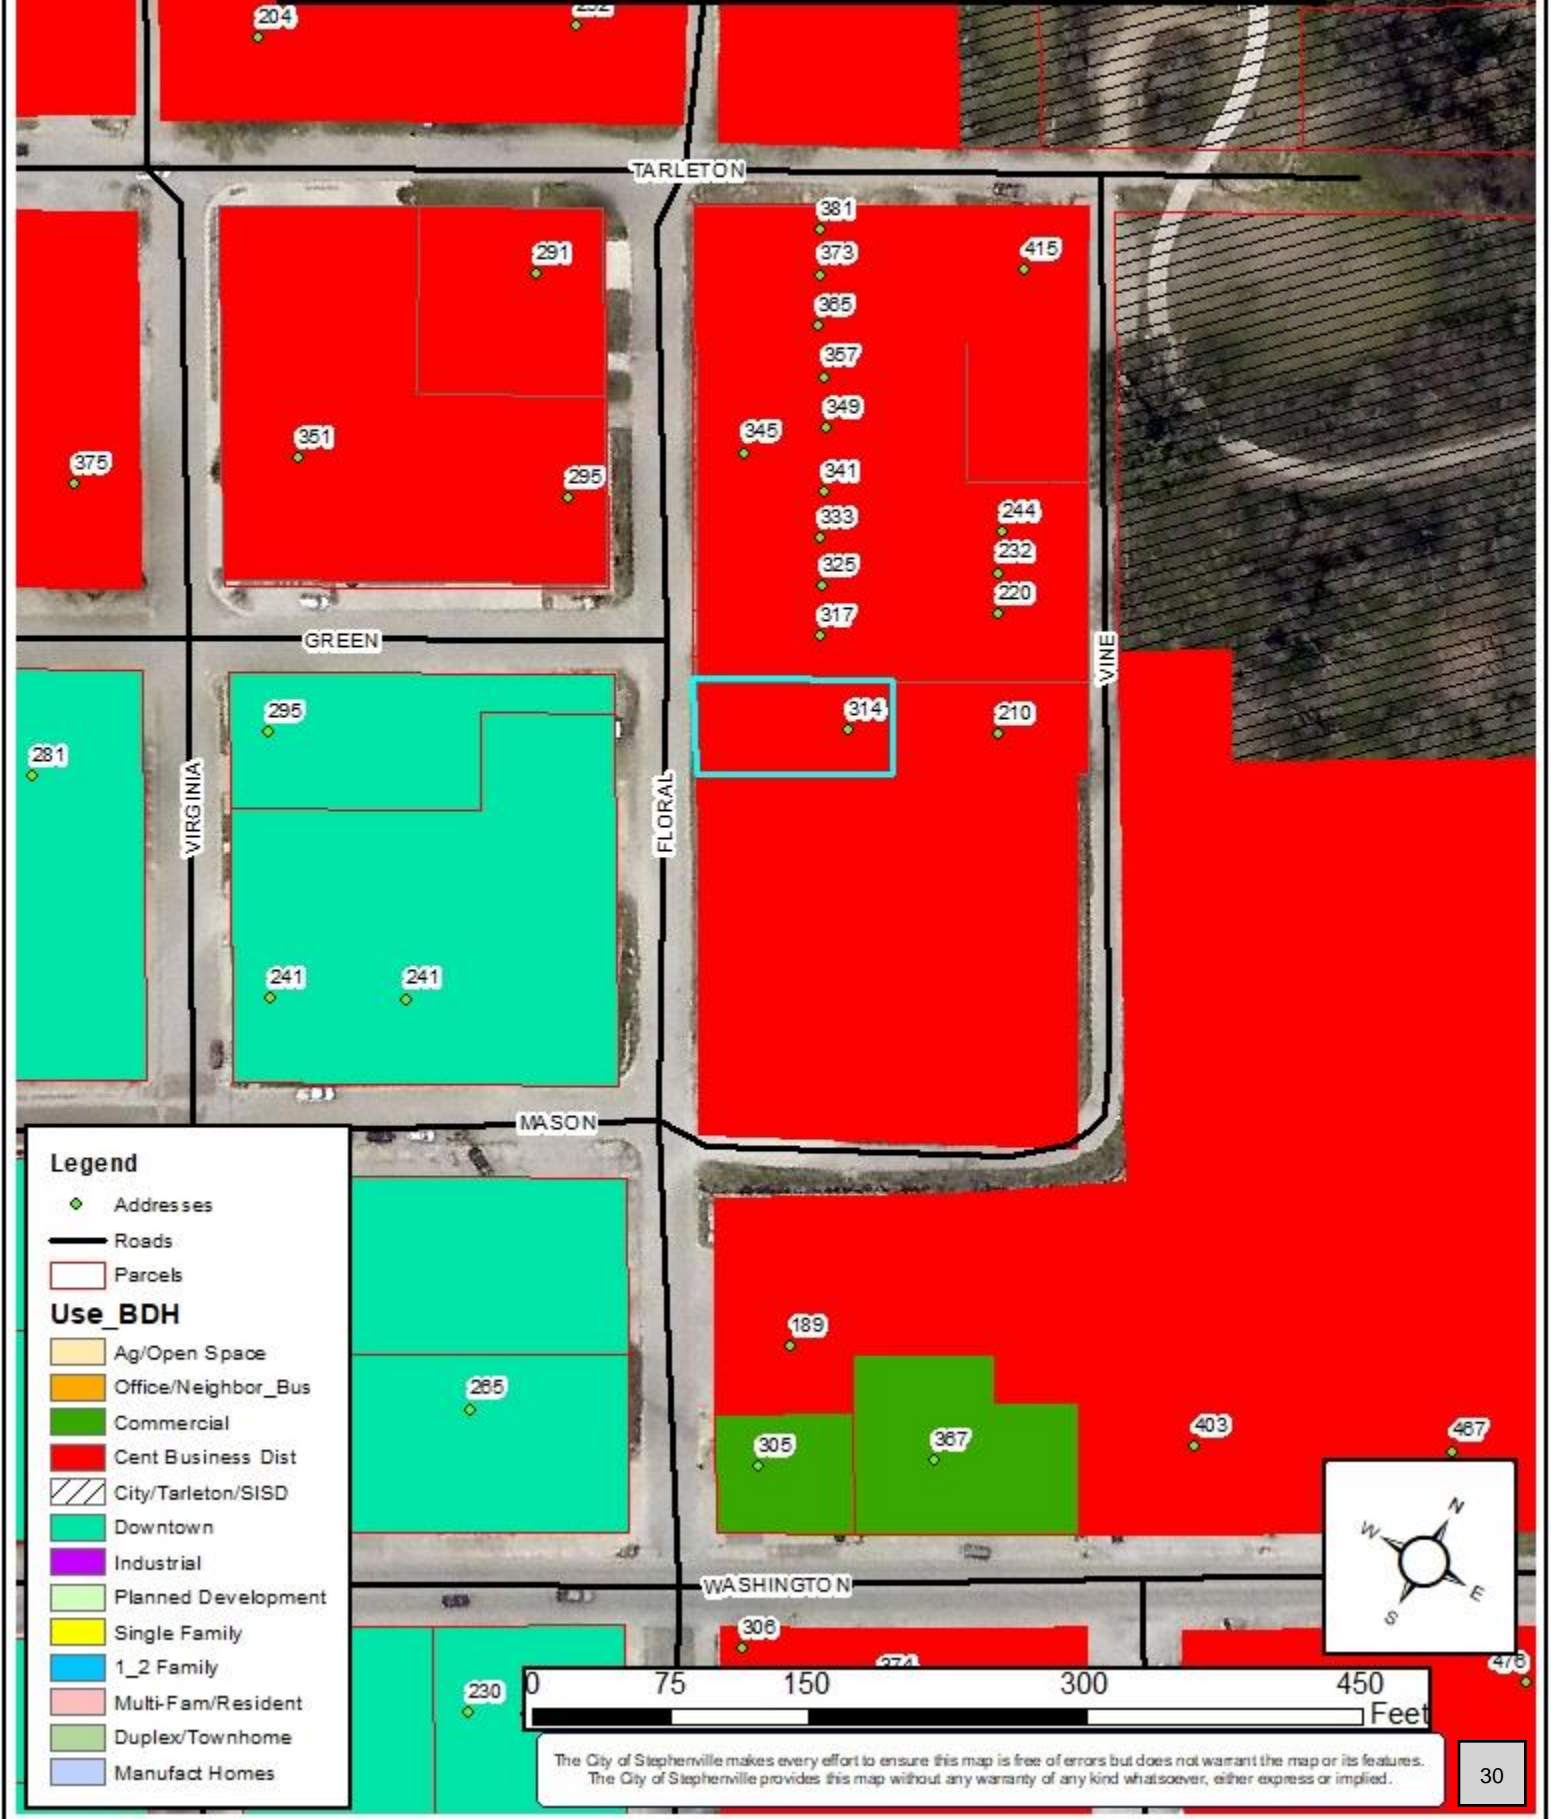 204
232
TARLETON
381
291
373
415
365
357
349
345
351
341
375
295
244
333
232
325
220
317
GREEN
VINE
314
210
295
281
VIRGINIA
FLORAL
241
241
MASON
189
265
305
367
403
467
WASHINGTON
306
374
476
230
Legend
Addresses
Roads
Parcels
Use_BDH
Ag/Open Space
Office/Neighbor_Bus
Commercial
Cent Business Dist
City/Tarleton/SISD
Downtown
Industrial
Planned Development
Single Family
1_2 Family
Multi-Fam/Resident
Duplex/Townhome
Manufact Homes
N
W
E
S
0 75 150 300 450
Feet
The City of Stephenville makes every effort to ensure this map is free of errors but does not warrant the map or its features.
The City of Stephenville provides this map without any warranty of any kind whatsoever, either express or implied.
30